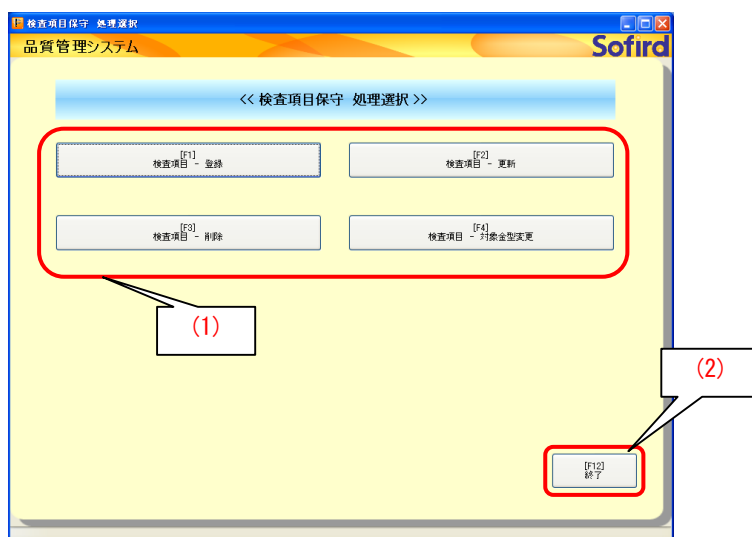 検査項目保守 処理選択
品質管理システム
Sofird
<< 検査項目保守 処理選択 >>
[F1]
検査項目 - 登録
[F2]
検査項目 - 更新
[F3]
検査項目 - 削除
[F4]
検査項目 - 対象金型変更
(1)
(2)
[F12]
終了